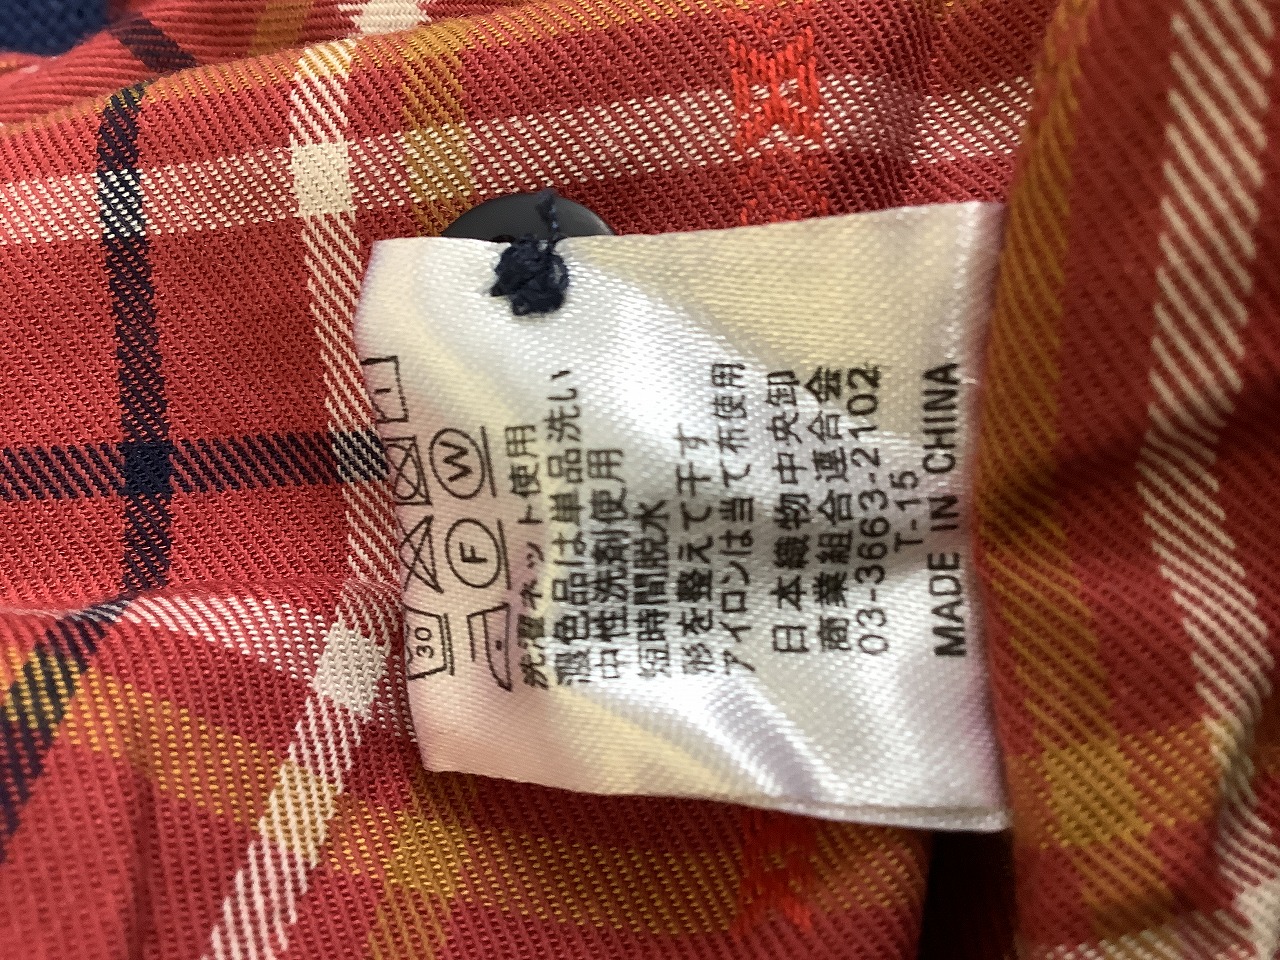 30
F W
洗濯ネット使用
濃色品は単品洗い
中性洗剤使用
短時間脱水
形を整えて干す
アイロンは当て布使用
日本織物中央卸
商業組合連合会
03-3663-2102
T-15
MADE IN CHINA